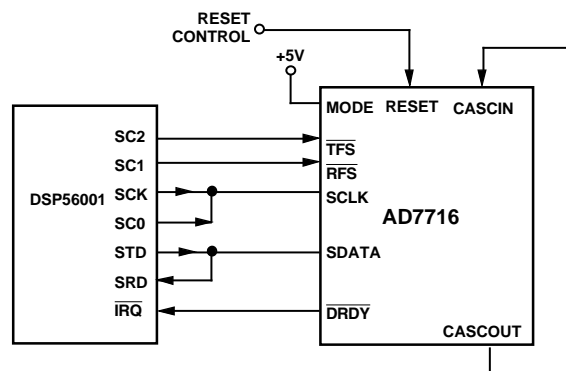 RESET
CONTROL
+5V
MODE RESET CASCIN
SC2
TFS
SC1
RFS
SCK
SCLK
DSP56001
AD7716
SC0
STD
SDATA
SRD
IRQ
DRDY
CASCOUT